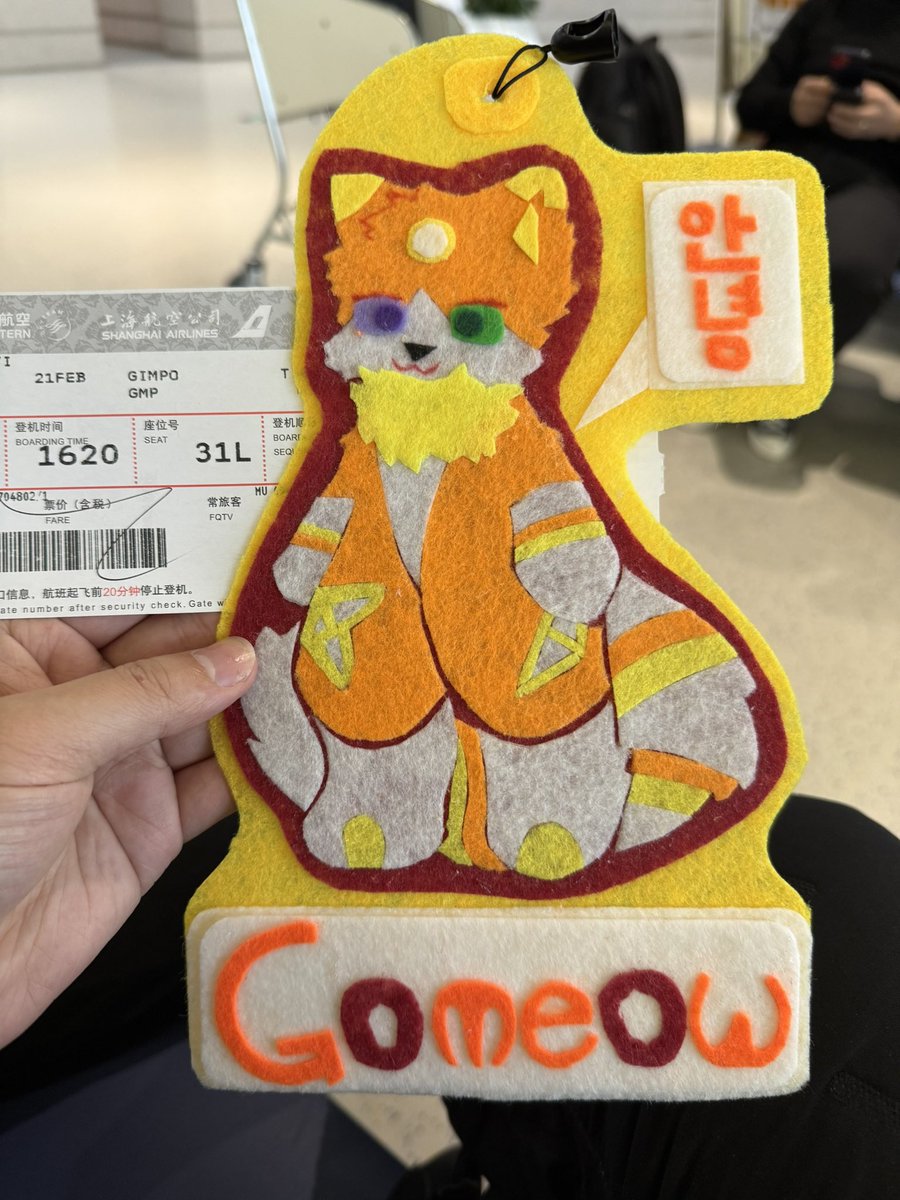 안녕
航空 上海航空公司
TERN SHANGHAI AIRLINES
21FEB GIMPO T
GMP
登机时间 座位号
BOARDING TIME SEAT
1620 31L
704802/1 MU
票价（含税） 常旅客
FARE FQTV
信息，航班起飞前20分钟停止登机。
ate number after security check. Gate w
Gomeow